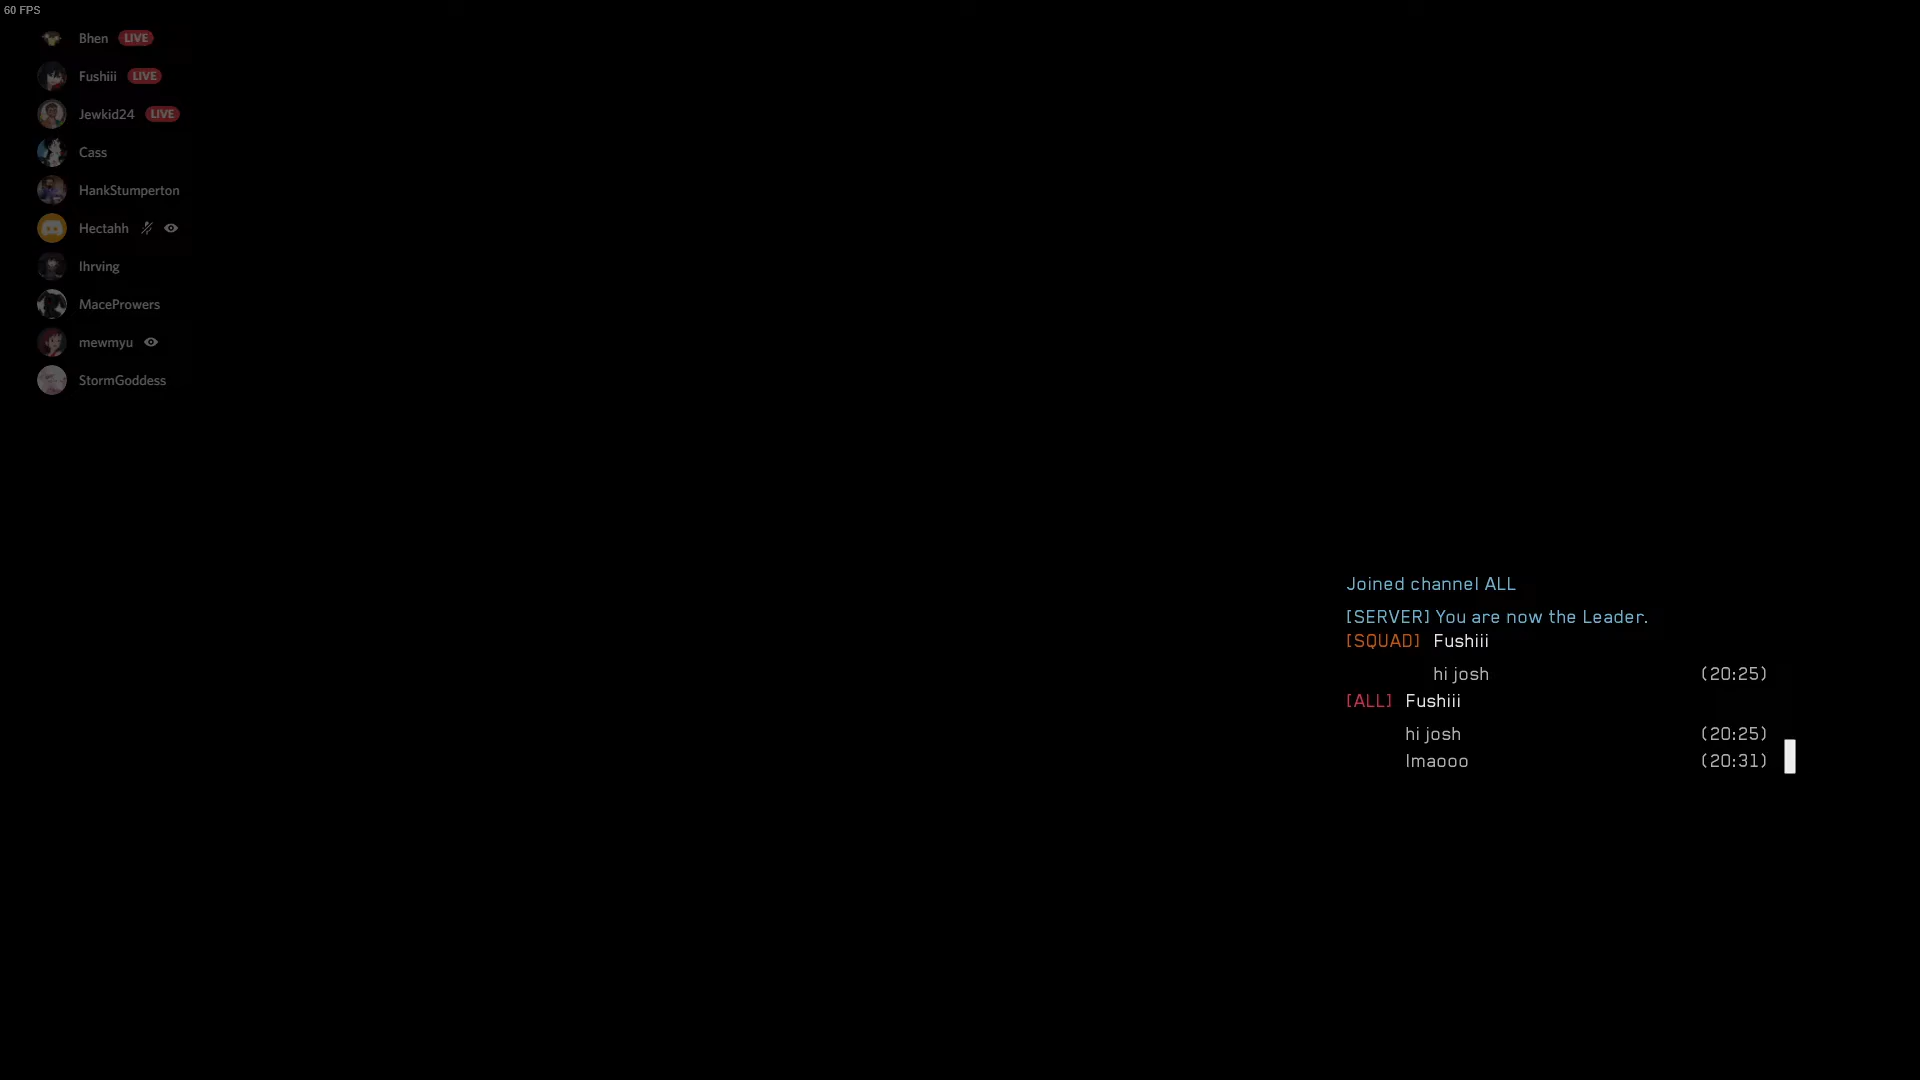 60 FPS
Bhen LIVE
Fushiii LIVE
Jewkid24 LIVE
Cass
HankStumperton
Hectahh
Ihrving
MaceProwers
mewmyu
StormGoddess
Joined channel ALL
[SERVER] You are now the Leader.
[SQUAD] Fushiii
hi josh (20:25)
[ALL] Fushiii
hi josh (20:25)
lmaooo (20:31)